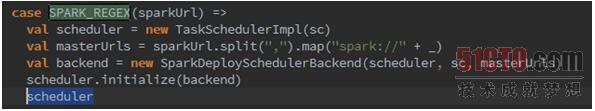 case SPARK_REGEX(sparkUrl) =>
val scheduler = new TaskSchedulerImpl(sc)
val masterUrls = sparkUrl.split(",").map("spark://" + _)
val backend = new SparkDeploySchedulerBackend(scheduler, sc, masterUrls)
scheduler.initialize(backend)
scheduler
51CTO.com
技术成就梦想